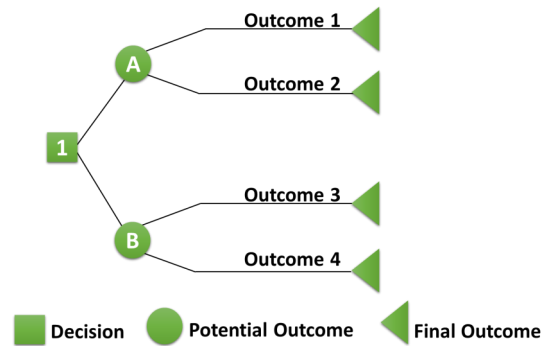 Outcome 1
A
Outcome 2
1
Outcome 3
B
Outcome 4
Decision
Potential Outcome
Final Outcome